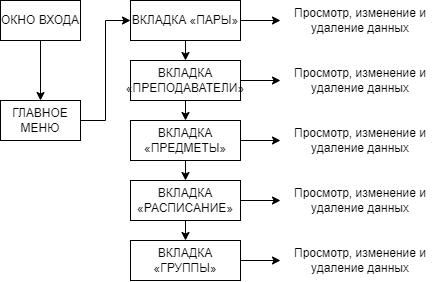 ОКНО ВХОДА
ГЛАВНОЕ
МЕНЮ
ВКЛАДКА «ПАРЫ»
Просмотр, изменение и
удаление данных
ВКЛАДКА
«ПРЕПОДАВАТЕЛИ»
Просмотр, изменение и
удаление данных
ВКЛАДКА
«ПРЕДМЕТЫ»
Просмотр, изменение и
удаление данных
ВКЛАДКА
«РАСПИСАНИЕ»
Просмотр, изменение и
удаление данных
ВКЛАДКА
«ГРУППЫ»
Просмотр, изменение и
удаление данных